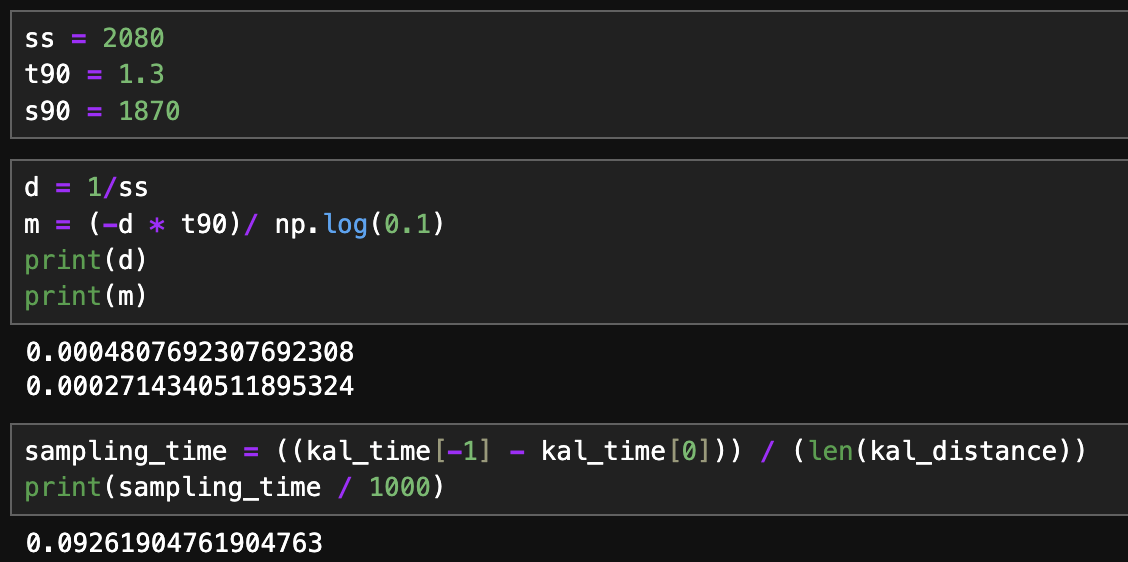 ss = 2080
t90 = 1.3
s90 = 1870
d = 1/ss
m = (-d * t90)/ np.log(0.1)
print(d)
print(m)
0.0004807692307692308
0.0002714340511895324
sampling_time = ((kal_time[-1] - kal_time[0])) / (len(kal_distance))
print(sampling_time / 1000)
0.09261904761904763